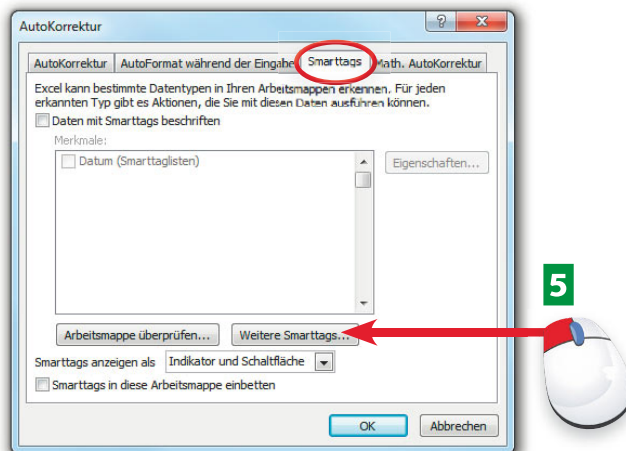 AutoKorrektur
?
AutoKorrektur AutoFormat während der Eingabe Smarttags Math. AutoKorrektur
Excel kann bestimmte Datentypen in Ihren Arbeitsmappen erkennen. Für jeden
erkannten Typ gibt es Aktionen, die Sie mit diesen Daten ausführen können.
Daten mit Smarttags beschriften
Merkmale:
Datum (Smarttaglisten) Eigenschaften...
5
Arbeitsmappe überprüfen... Weitere Smarttags...
Smarttags anzeigen als Indikator und Schaltfläche
Smarttags in diese Arbeitsmappe einbetten
OK Abbrechen